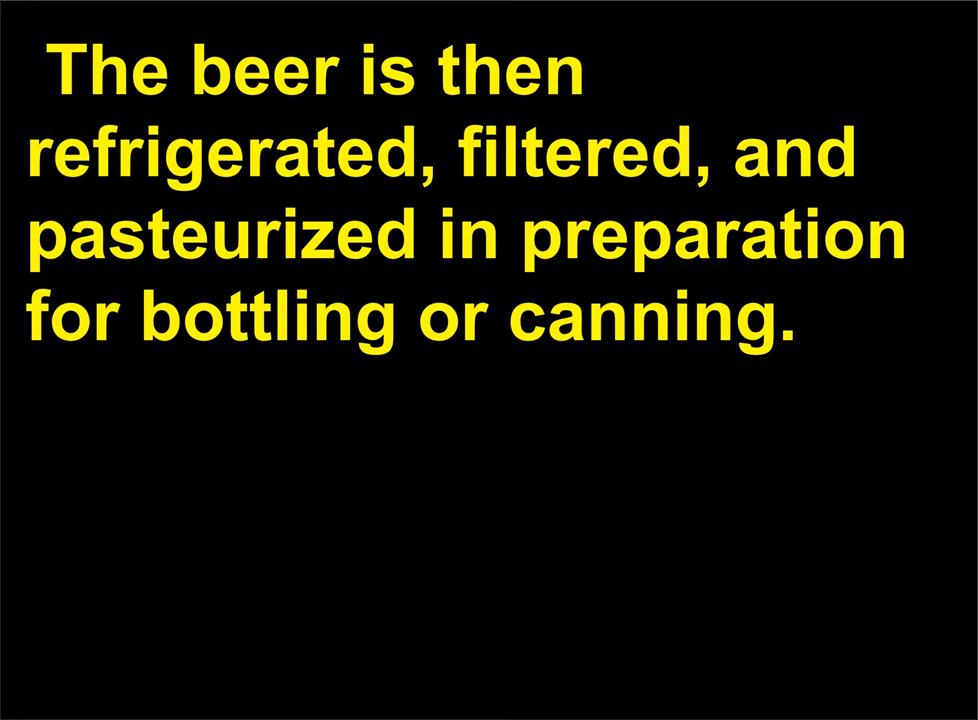 The beer is then
refrigerated, filtered, and
pasteurized in preparation
for bottling or canning.